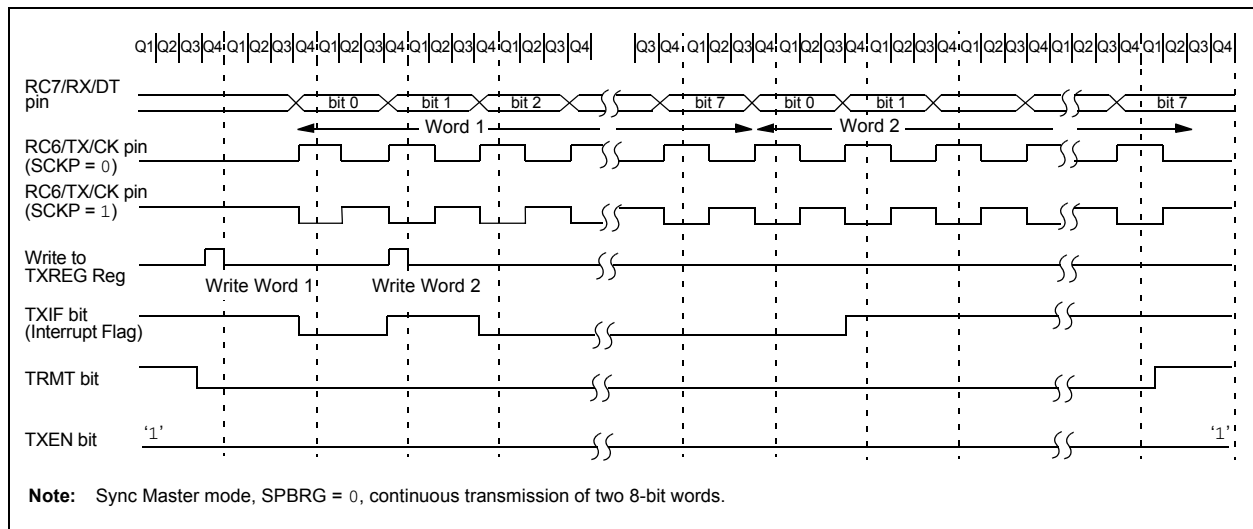 Q1 Q2 Q3 Q4 Q1 Q2 Q3 Q4 Q1 Q2 Q3 Q4 Q1 Q2 Q3 Q4 Q1 Q2 Q3 Q4 Q3 Q4 Q1 Q2 Q3 Q4 Q1 Q2 Q3 Q4 Q1 Q2 Q3 Q4 Q1 Q2 Q3 Q4 Q1 Q2 Q3 Q4 Q1 Q2 Q3 Q4
RC7/RX/DT
pin
bit 0 bit 1 bit 2 bit 7 bit 0 bit 1 bit 7
Word 1 Word 2
RC6/TX/CK pin
(SCKP = 0)
RC6/TX/CK pin
(SCKP = 1)
Write to
TXREG Reg
Write Word 1 Write Word 2
TXIF bit
(Interrupt Flag)
TRMT bit
TXEN bit
‘1’ ‘1’
Note: Sync Master mode, SPBRG = 0, continuous transmission of two 8-bit words.